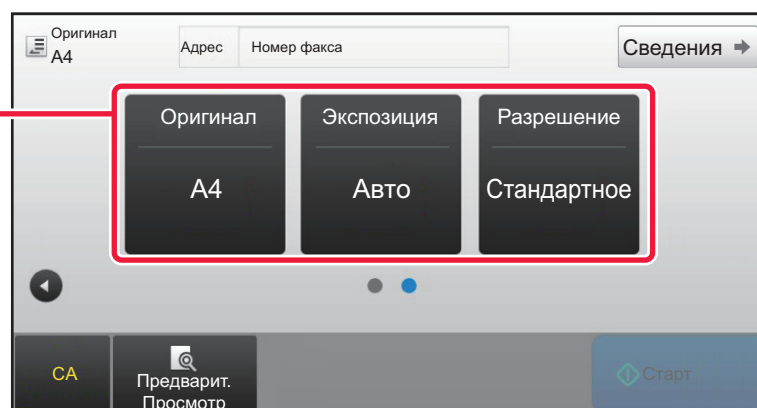 Оригинал
A4
Адрес
Номер факса
Сведения
Оригинал
Экспозиция
Разрешение
A4
Авто
Стандартное
CA
Предварит.
Просмотр
Старт